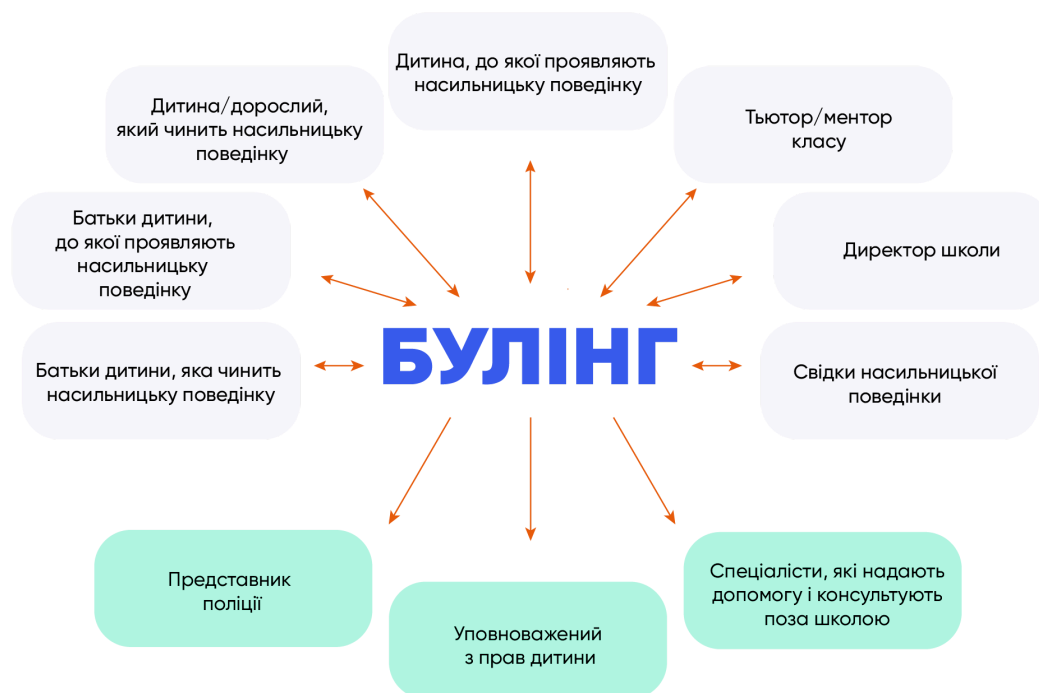 Дитина, до якої проявляють
насильницьку поведінку
Дитина/дорослий,
який чинить насильницьку
поведінку
Тьютор/ментор
класу
Батьки дитини,
до якої проявляють
насильницьку
поведінку
Директор школи
БУЛІНГ
Батьки дитини, яка чинить
насильницьку поведінку
Свідки насильницької
поведінки
Представник
поліції
Уповноважений
з прав дитини
Спеціалісти, які надають
допомогу і консультують
поза школою